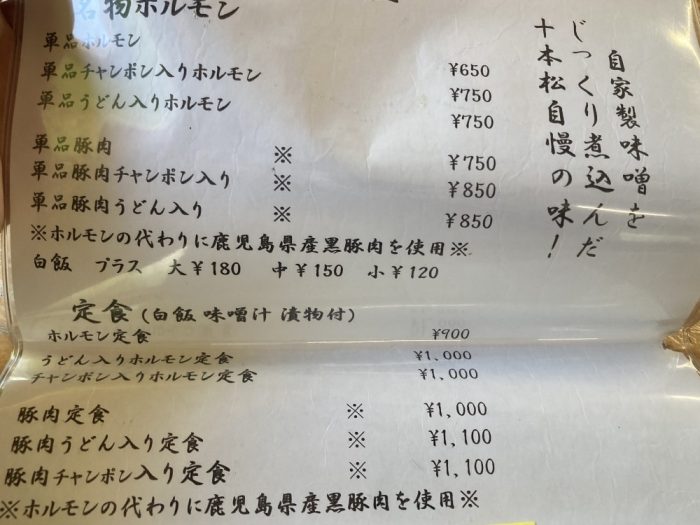 名物ホルモン
単品ホルモン ¥650
単品チャンポン入りホルモン ¥750
単品うどん入りホルモン ¥750
単品豚肉 ※ ¥750
単品豚肉チャンポン入り ※ ¥850
単品豚肉うどん入り ※ ¥850
※ホルモンの代わりに鹿児島県産黒豚肉を使用※
白飯 プラス 大¥180 中¥150 小¥120
自家製味噌を
じっくり煮込んだ
十本松自慢の味！
定食(白飯 味噌汁 漬物付)
ホルモン定食 ¥900
うどん入りホルモン定食 ¥1,000
チャンポン入りホルモン定食 ¥1,000
豚肉定食 ※ ¥1,000
豚肉うどん入り定食 ※ ¥1,100
豚肉チャンポン入り定食 ※ ¥1,100
※ホルモンの代わりに鹿児島県産黒豚肉を使用※